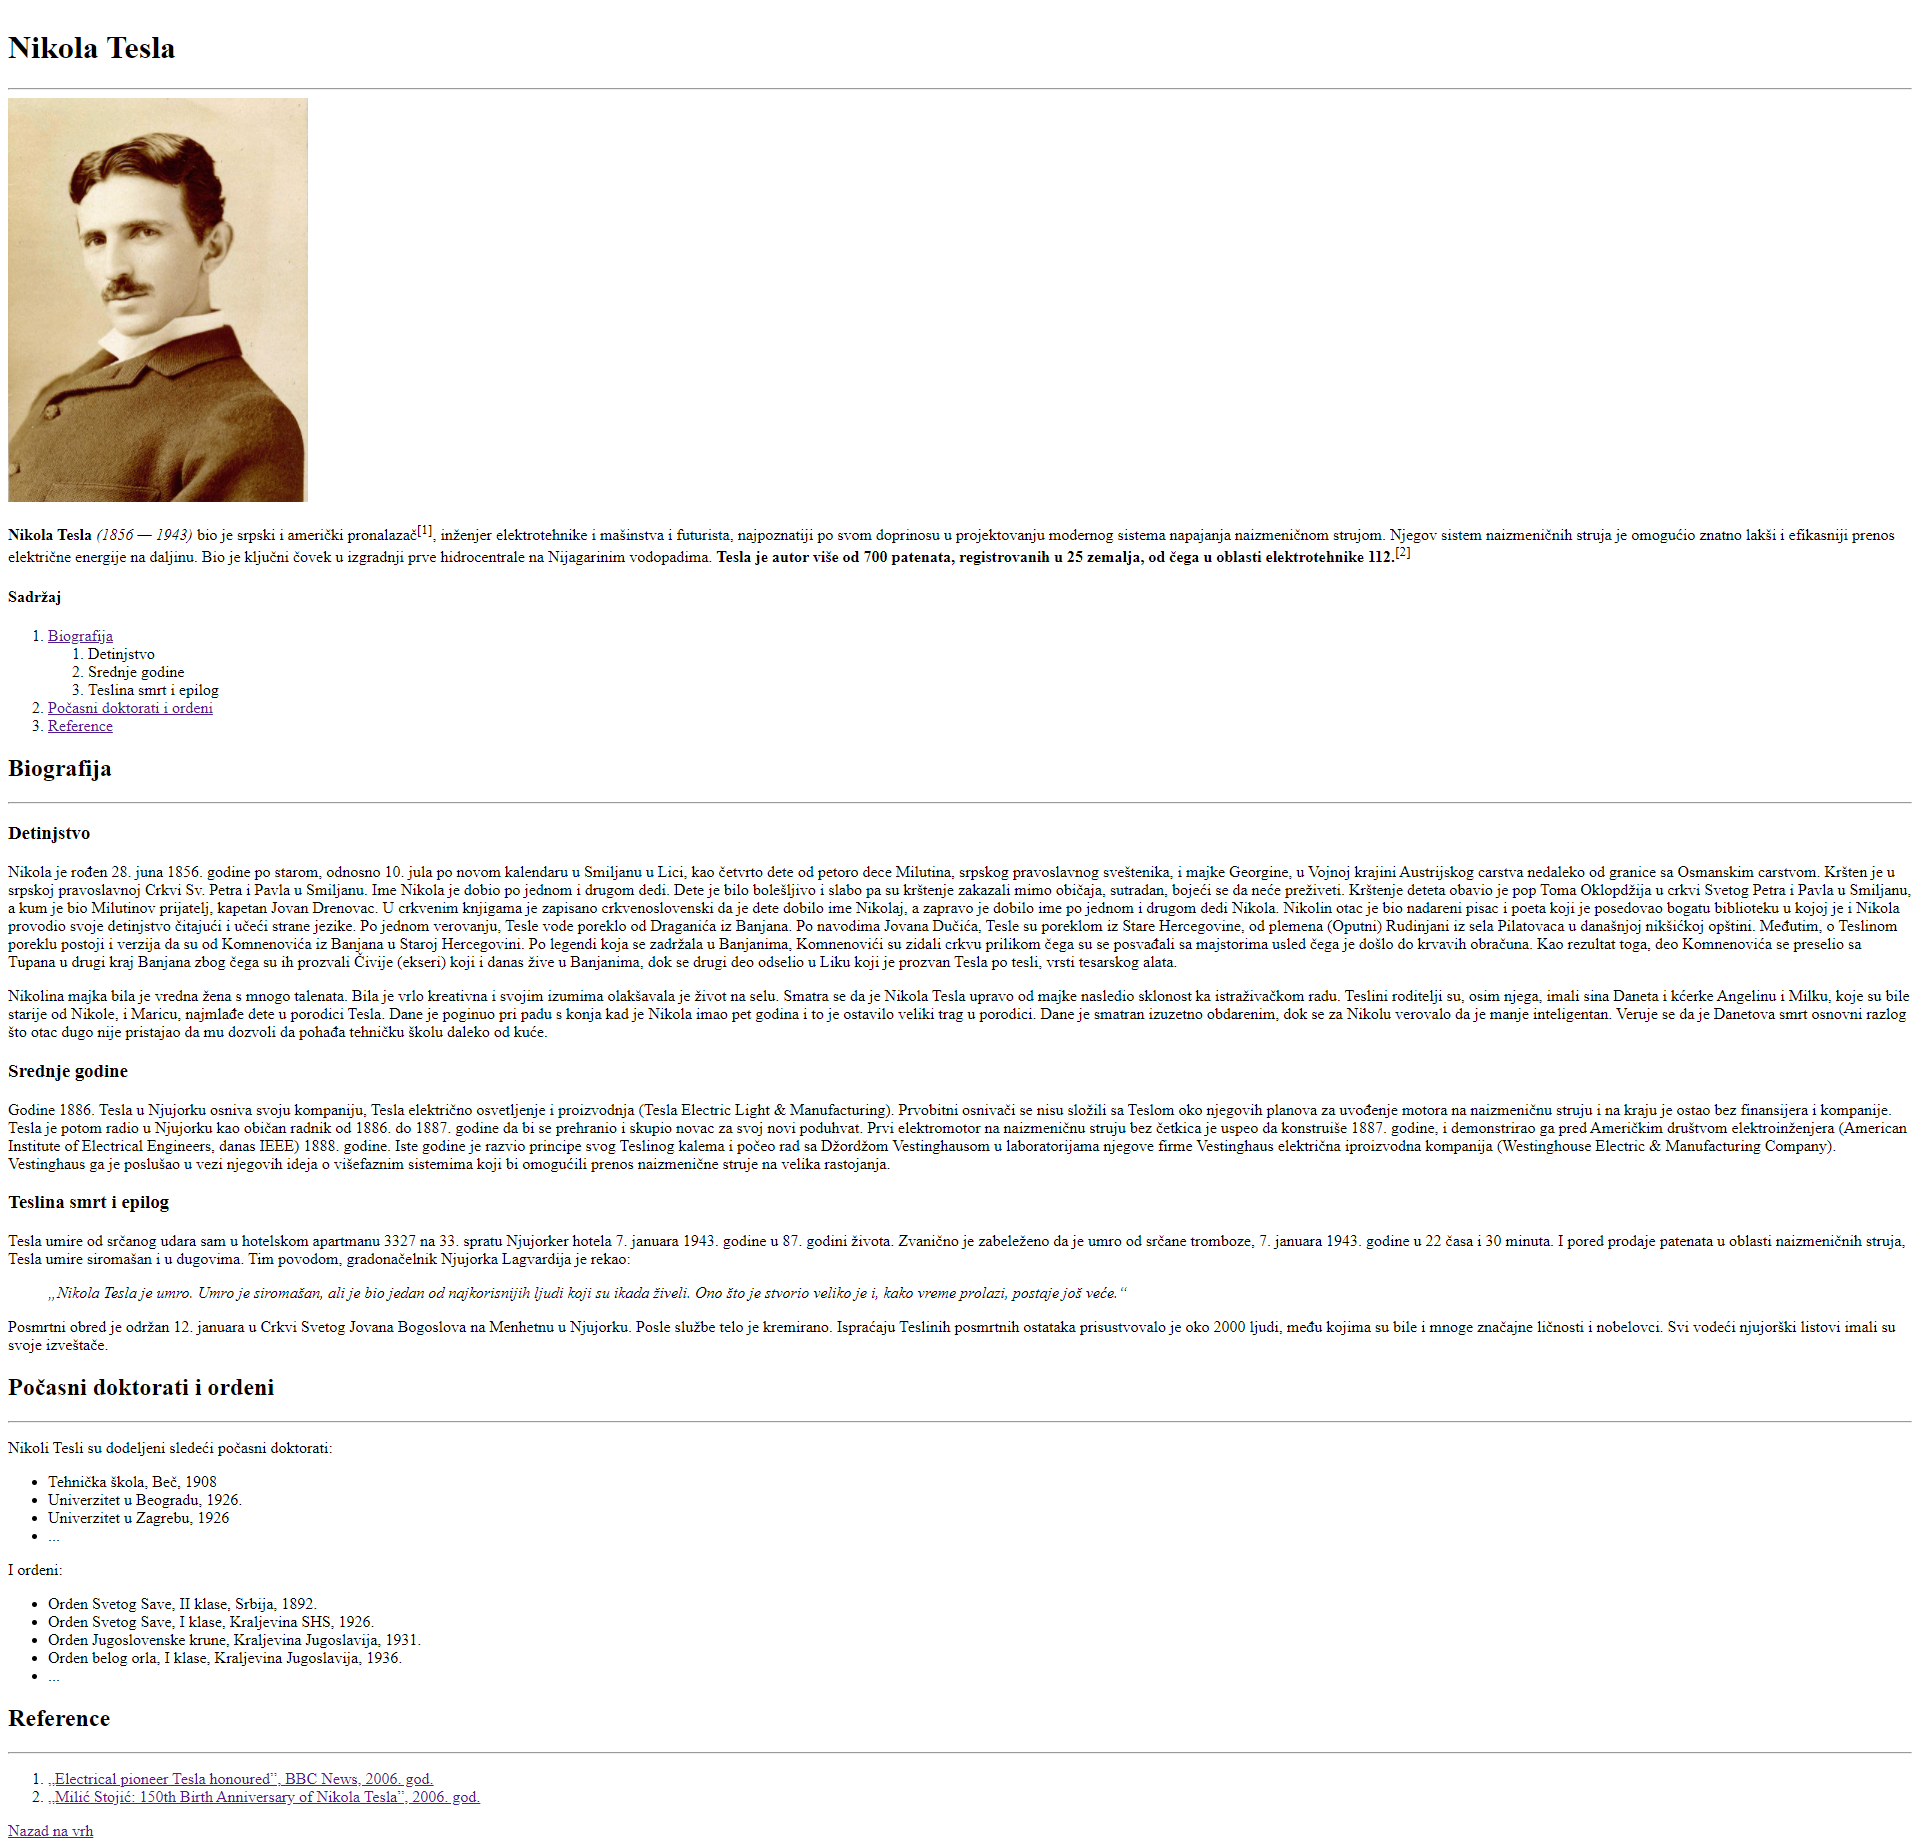 Nikola Tesla
Nikola Tesla (1856 — 1943) bio je srpski i američki pronalazač[1], inženjer elektrotehnike i mašinstva i futurista, najpoznatiji po svom doprinosu u projektovanju modernog sistema napajanja naizmeničnom strujom. Njegov sistem naizmeničnih struja je omogućio znatno lakši i efikasniji prenos
električne energije na daljinu. Bio je ključni čovek u izgradnji prve hidrocentrale na Nijagarinim vodopadima. Tesla je autor više od 700 patenata, registrovanih u 25 zemalja, od čega u oblasti elektrotehnike 112.[2]
Sadržaj
1. Biografija
1. Detinjstvo
2. Srednje godine
3. Teslina smrt i epilog
2. Počasni doktorati i ordeni
3. Reference
Biografija
Detinjstvo
Nikola je rođen 28. juna 1856. godine po starom, odnosno 10. jula po novom kalendaru u Smiljanu u Lici, kao četvrto dete od petoro dece Milutina, srpskog pravoslavnog sveštenika, i majke Georgine, u Vojnoj krajini Austrijskog carstva nedaleko od granice sa Osmanskim carstvom. Kršten je u
srpskoj pravoslavnoj Crkvi Sv. Petra i Pavla u Smiljanu. Ime Nikola je dobio po jednom i drugom dedi. Dete je bilo bolešljivo i slabo pa su krštenje zakazali mimo običaja, sutradan, bojeći se da neće preživeti. Krštenje deteta obavio je pop Toma Oklopdžija u crkvi Svetog Petra i Pavla u Smiljanu,
a kum je bio Milutinov prijatelj, kapetan Jovan Drenovac. U crkvenim knjigama je zapisano crkvenoslovenski da je dete dobilo ime Nikolaj, a zapravo je dobilo ime po jednom i drugom dedi Nikola. Nikolin otac je bio nadareni pisac i poeta koji je posedovao bogatu biblioteku u kojoj je i Nikola
provodio svoje detinjstvo čitajući i učeći strane jezike. Po jednom verovanju, Tesle vode poreklo od Draganića iz Banjana. Po navodima Jovana Dučića, Tesle su poreklom iz Stare Hercegovine, od plemena (Oputni) Rudinjani iz sela Pilatovaca u današnjoj nikšićkoj opštini. Međutim, o Teslinom
poreklu postoji i verzija da su od Komnenovića iz Banjana u Staroj Hercegovini. Po legendi koja se zadržala u Banjanima, Komnenovići su zidali crkvu prilikom čega su se posvađali sa majstorima usled čega je došlo do krvavih obračuna. Kao rezultat toga, deo Komnenovića se preselio sa
Tupana u drugi kraj Banjana zbog čega su ih prozvali Čivije (ekseri) koji i danas žive u Banjanima, dok se drugi deo odselio u Liku koji je prozvan Tesla po tesli, vrsti tesarskog alata.
Nikolina majka bila je vredna žena s mnogo talenata. Bila je vrlo kreativna i svojim izumima olakšavala je život na selu. Smatra se da je Nikola Tesla upravo od majke nasledio sklonost ka istraživačkom radu. Teslini roditelji su, osim njega, imali sina Daneta i kćerke Angelinu i Milku, koje su bile
starije od Nikole, i Maricu, najmlađe dete u porodici Tesla. Dane je poginuo pri padu s konja kad je Nikola imao pet godina i to je ostavilo veliki trag u porodici. Dane je smatran izuzetno obdarenim, dok se za Nikolu verovalo da je manje inteligentan. Veruje se da je Danetova smrt osnovni razlog
što otac dugo nije pristajao da mu dozvoli da pohađa tehničku školu daleko od kuće.
Srednje godine
Godine 1886. Tesla u Njujorku osniva svoju kompaniju, Tesla električno osvetljenje i proizvodnja (Tesla Electric Light & Manufacturing). Prvobitni osnivači se nisu složili sa Teslom oko njegovih planova za uvođenje motora na naizmeničnu struju i na kraju je ostao bez finansijera i kompanije.
Tesla je potom radio u Njujorku kao običan radnik od 1886. do 1887. godine da bi se prehranio i skupio novac za svoj novi poduhvat. Prvi elektromotor na naizmeničnu struju bez četkica je uspeo da konstruiše 1887. godine, i demonstrirao ga pred Američkim društvom elektroinženjera (American
Institute of Electrical Engineers, danas IEEE) 1888. godine. Iste godine je razvio principe svog Teslinog kalema i počeo rad sa Džordžom Vestinghausom u laboratorijama njegove firme Vestinghaus električna iproizvodna kompanija (Westinghouse Electric & Manufacturing Company).
Vestinghaus ga je poslušao u vezi njegovih ideja o višefaznim sistemima koji bi omogućili prenos naizmenične struje na velika rastojanja.
Teslina smrt i epilog
Tesla umire od srčanog udara sam u hotelskom apartmanu 3327 na 33. spratu Njujorker hotela 7. januara 1943. godine u 87. godini života. Zvanično je zabeleženo da je umro od srčane tromboze, 7. januara 1943. godine u 22 časa i 30 minuta. I pored prodaje patenata u oblasti naizmeničnih struja,
Tesla umire siromašan i u dugovima. Tim povodom, gradonačelnik Njujorka Lagvardija je rekao:
„Nikola Tesla je umro. Umro je siromašan, ali je bio jedan od najkorisnijih ljudi koji su ikada živeli. Ono što je stvorio veliko je i, kako vreme prolazi, postaje još veće.“
Posmrtni obred je održan 12. januara u Crkvi Svetog Jovana Bogoslova na Menhetnu u Njujorku. Posle službe telo je kremirano. Ispraćaju Teslinih posmrtnih ostataka prisustvovalo je oko 2000 ljudi, među kojima su bile i mnoge značajne ličnosti i nobelovci. Svi vodeći njujorški listovi imali su
svoje izveštače.
Počasni doktorati i ordeni
Nikoli Tesli su dodeljeni sledeći počasni doktorati:
• Tehnička škola, Beč, 1908
• Univerzitet u Beogradu, 1926.
• Univerzitet u Zagrebu, 1926
• ...
I ordeni:
• Orden Svetog Save, II klase, Srbija, 1892.
• Orden Svetog Save, I klase, Kraljevina SHS, 1926.
• Orden Jugoslovenske krune, Kraljevina Jugoslavija, 1931.
• Orden belog orla, I klase, Kraljevina Jugoslavija, 1936.
• ...
Reference
1. „Electrical pioneer Tesla honoured”, BBC News, 2006. god.
2. „Milić Stojić: 150th Birth Anniversary of Nikola Tesla”, 2006. god.
Nazad na vrh